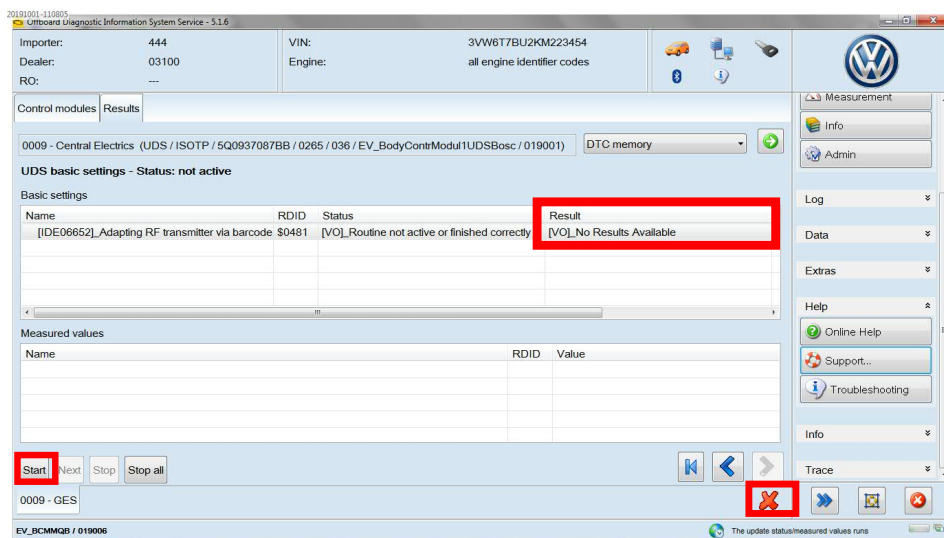 20191001-110805
Offboard Diagnostic Information System Service - 5.1.6
Importer: 444
Dealer: 03100
RO: ---
VIN: 3VW6T7BU2KM223454
Engine: all engine identifier codes
Control modules Results
0009 - Central Electrics (UDS / ISOTP / 5Q0937087BB / 0265 / 036 / EV_BodyContrModul1UDSBosc / 019001) DTC memory
UDS basic settings - Status: not active
Basic settings
Name RDID Status Result
[IDE06652]_Adapting RF transmitter via barcode $0481 [VO]_Routine not active or finished correctly [VO]_No Results Available
Measured values
Name RDID Value
Start Next Stop Stop all
0009 - GES
EV_BCMMQB / 019006
The update status/measured values runs
Measurement
Info
Admin
Log
Data
Extras
Help
Online Help
Support...
Troubleshooting
Info
Trace